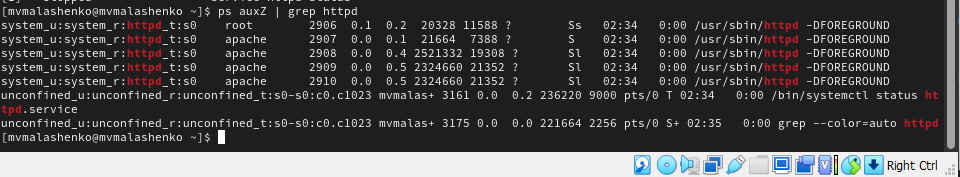 [mvmalashenko@mvmalashenko ~]$ ps auxZ | grep httpd
system_u:system_r:httpd_t:s0 root 2906 0.1 0.2 20328 11588 ? Ss 02:34 0:00 /usr/sbin/httpd -DFOREGROUND
system_u:system_r:httpd_t:s0 apache 2907 0.0 0.1 21664 7388 ? S 02:34 0:00 /usr/sbin/httpd -DFOREGROUND
system_u:system_r:httpd_t:s0 apache 2908 0.0 0.4 2521332 19308 ? Sl 02:34 0:00 /usr/sbin/httpd -DFOREGROUND
system_u:system_r:httpd_t:s0 apache 2909 0.0 0.5 2324660 21352 ? Sl 02:34 0:00 /usr/sbin/httpd -DFOREGROUND
system_u:system_r:httpd_t:s0 apache 2910 0.0 0.5 2324660 21352 ? Sl 02:34 0:00 /usr/sbin/httpd -DFOREGROUND
unconfined_u:unconfined_r:unconfined_t:s0-s0:c0.c1023 mvmalas+ 3161 0.0 0.2 236220 9000 pts/0 T 02:34 0:00 /bin/systemctl status ht
tpd.service
unconfined_u:unconfined_r:unconfined_t:s0-s0:c0.c1023 mvmalas+ 3175 0.0 0.0 221664 2256 pts/0 S+ 02:35 0:00 grep --color=auto httpd
[mvmalashenko@mvmalashenko ~]$
Right Ctrl